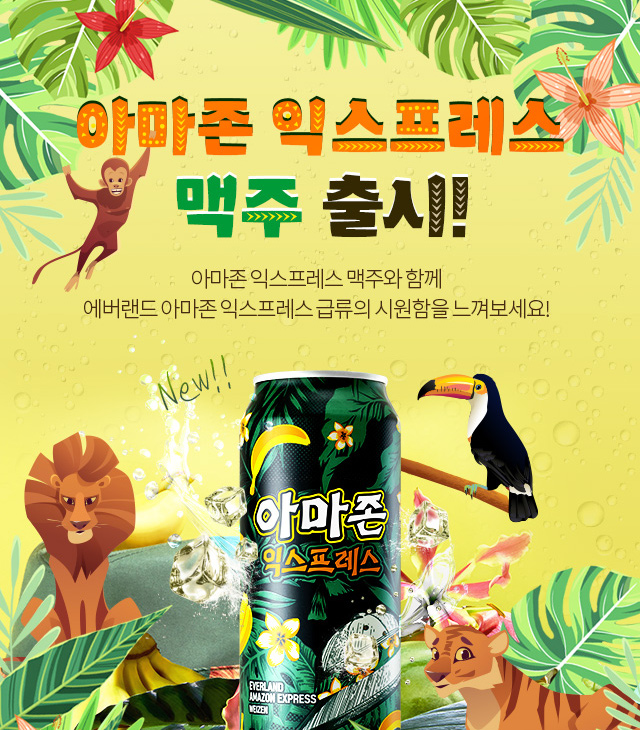 아마존 익스프레스
맥주 출시!
아마존 익스프레스 맥주와 함께
에버랜드 아마존 익스프레스 급류의 시원함을 느껴보세요!
New!!
아마존
익스프레스
EVERLAND
AMAZON EXPRESS
WEIZEN